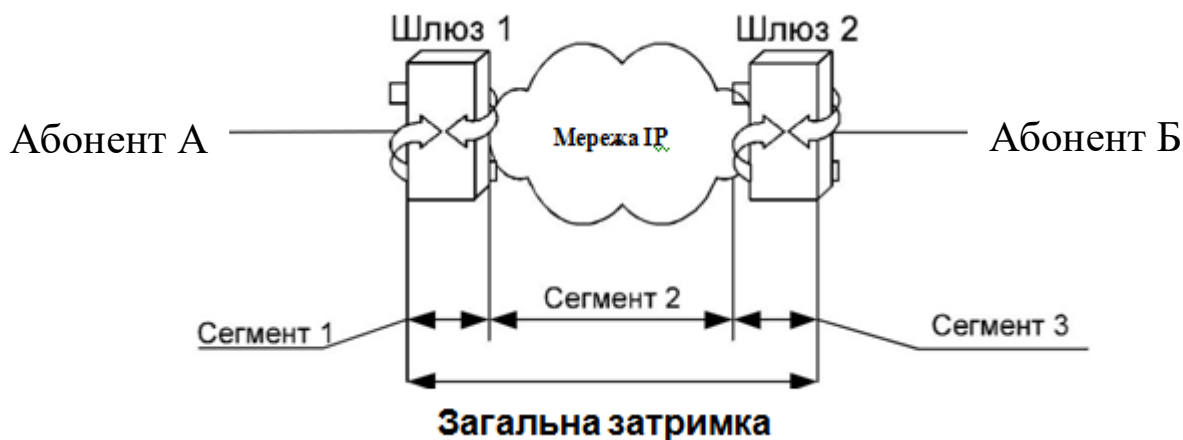 Шлюз 1
Шлюз 2
Абонент А
Мережа IP
Абонент Б
Сегмент 1
Сегмент 2
Сегмент 3
Загальна затримка